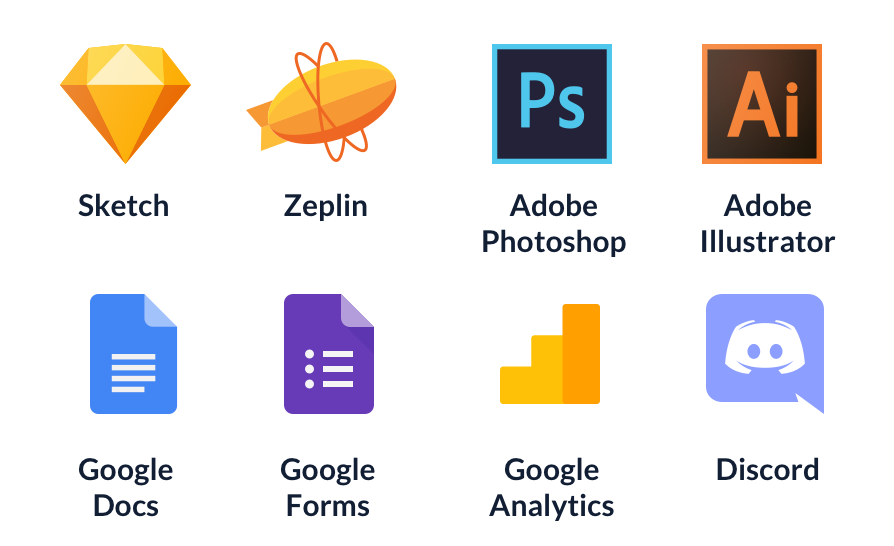 Ps
Ai
Sketch
Zeplin
Adobe
Photoshop
Adobe
Illustrator
Google
Docs
Google
Forms
Google
Analytics
Discord